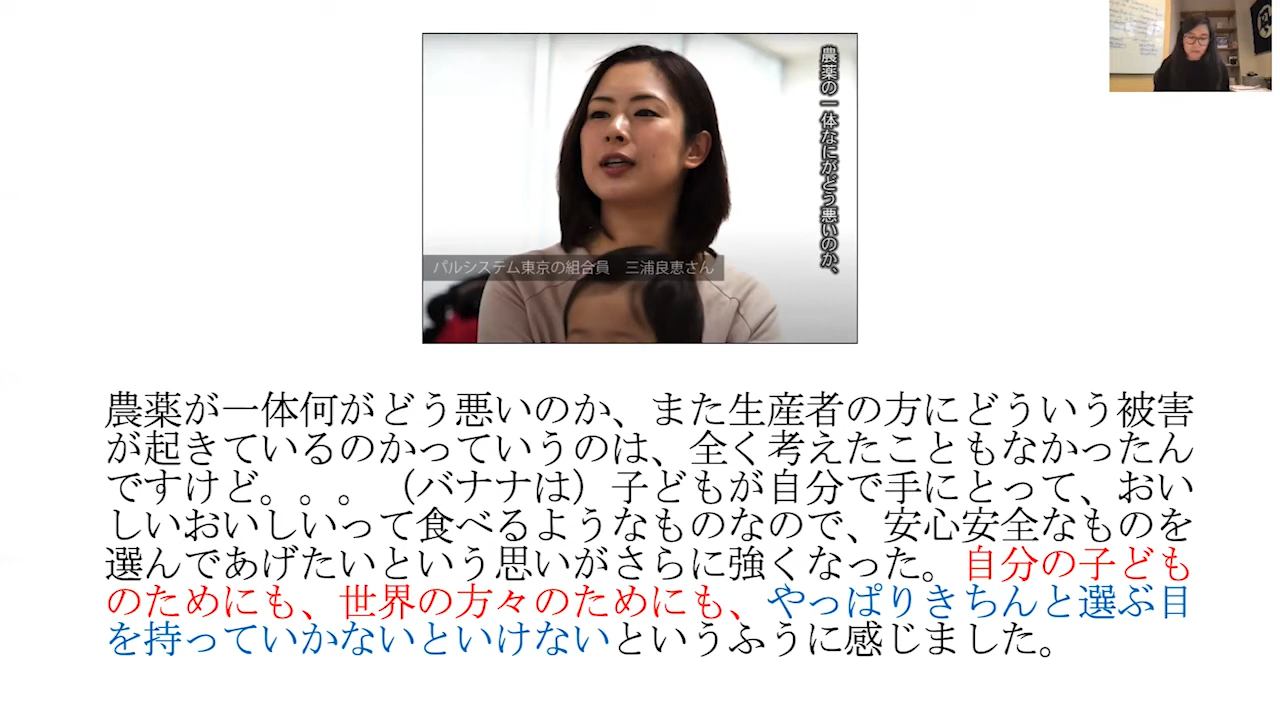 農薬の一体なにがどう悪いのか、
パルシステム東京の組合員　三浦良恵さん
農薬が一体何がどう悪いのか、また生産者の方にどういう被害
が起きているのかっていうのは、全く考えたこともなかったん
ですけど。。。（バナナは）子どもが自分で手にとって、おい
しいおいしいって食べるようなものなので、安心安全なものを
選んであげたいという思いがさらに強くなった。自分の子ども
のためにも、世界の方々のためにも、やっぱりきちんと選ぶ目
を持っていかないといけないというふうに感じました。